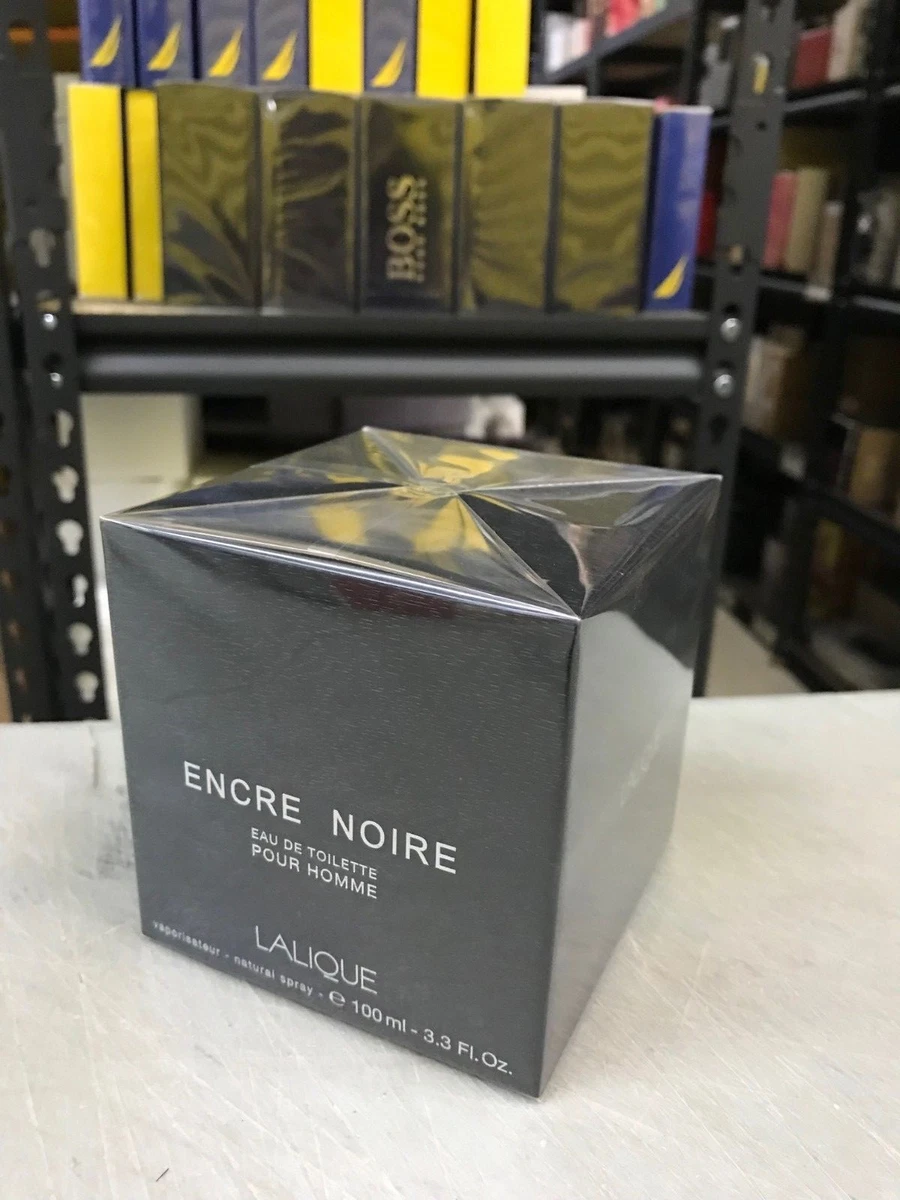 BOSS
ENCRE NOIRE
EAU DE TOILETTE
POUR HOMME
LALIQUE
vaporisateur - natural spray - ℮ 100 ml - 3.3 Fl.Oz.